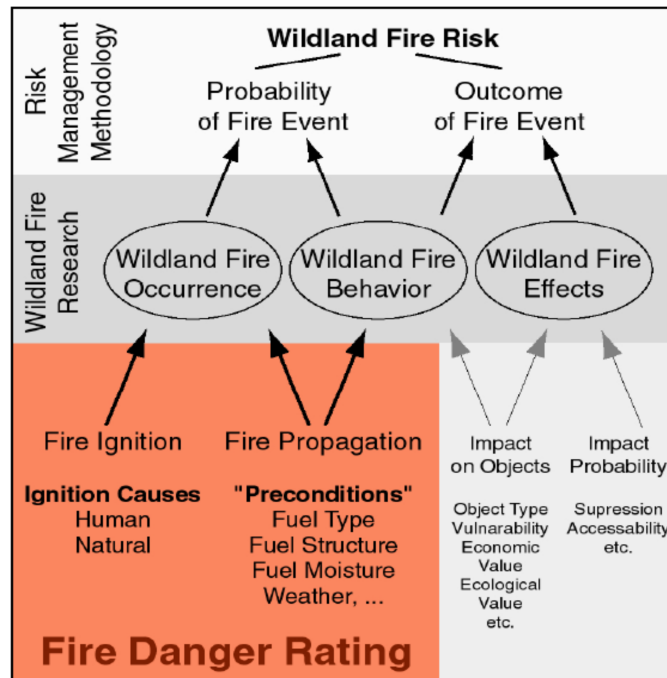 Wildland Fire Risk
Risk
Management
Methodology
Probability
of Fire Event
Outcome
of Fire Event
Wildland Fire
Research
Wildland Fire
Occurrence
Wildland Fire
Behavior
Wildland Fire
Effects
Fire Ignition
Ignition Causes
Human
Natural
Fire Propagation
"Preconditions"
Fuel Type
Fuel Structure
Fuel Moisture
Weather, ...
Impact
on Objects
Object Type
Vulnarability
Economic
Value
Ecological
Value
etc.
Impact
Probability
Supression
Accessability
etc.
Fire Danger Rating